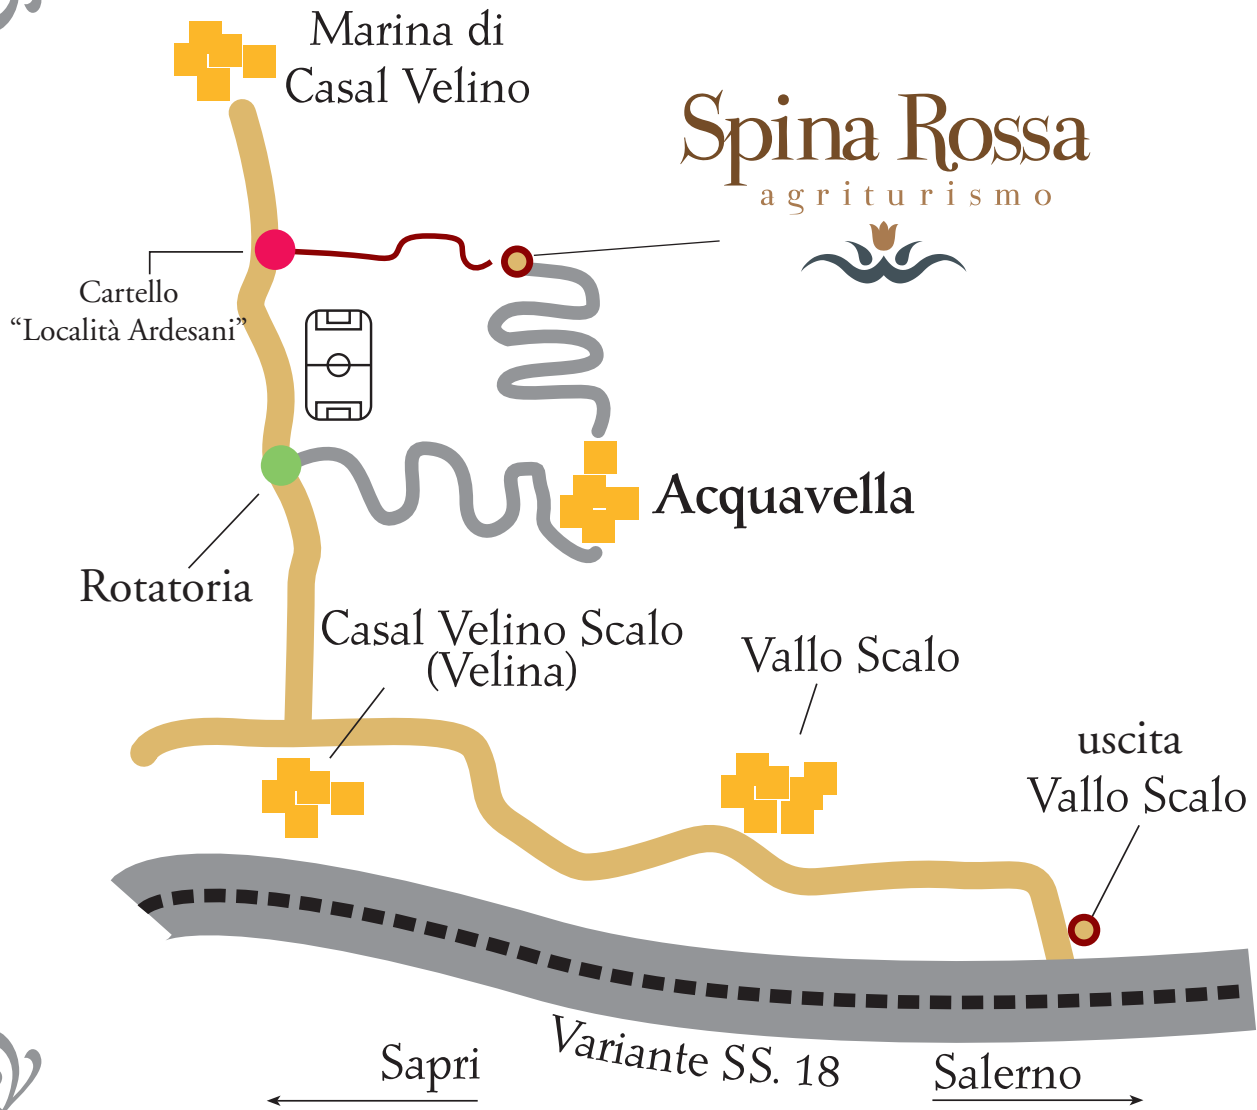 Marina di
Casal Velino
Spina Rossa
agriturismo
Cartello
“Località Ardesani”
Acquavella
Rotatoria
Casal Velino Scalo
(Velina)
Vallo Scalo
uscita
Vallo Scalo
Variante SS. 18
Sapri
Salerno